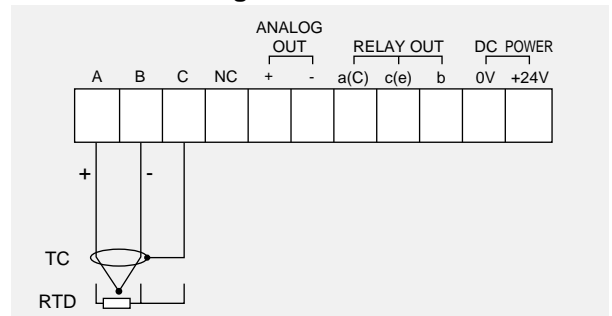 ANALOG
OUT RELAY OUT DC POWER
A B C NC + - a(C) c(e) b 0V +24V
+ -
TC
RTD